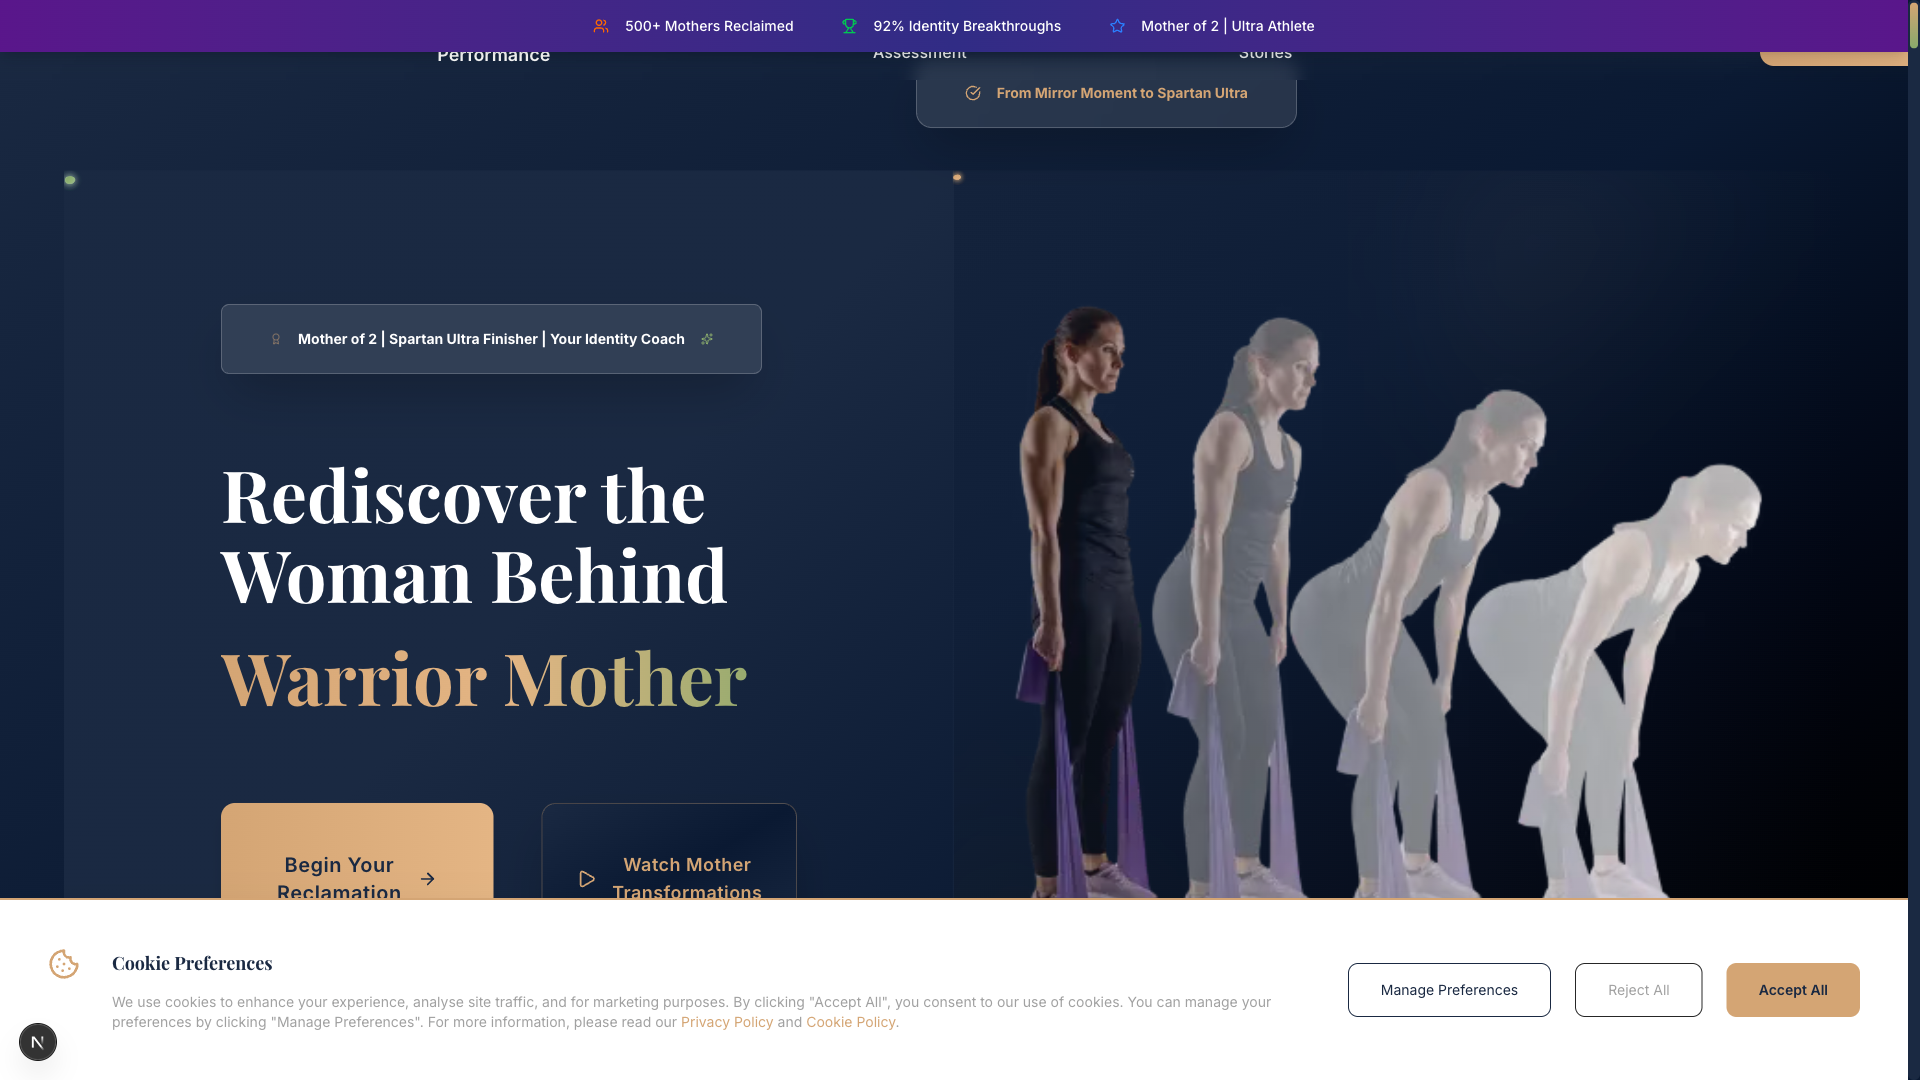 500+ Mothers Reclaimed
92% Identity Breakthroughs
Mother of 2 | Ultra Athlete
Performance
Assessment
Stories
From Mirror Moment to Spartan Ultra
Mother of 2 | Spartan Ultra Finisher | Your Identity Coach
Rediscover the
Woman Behind
Warrior Mother
Begin Your
Reclamation
Watch Mother
Transformations
Cookie Preferences
We use cookies to enhance your experience, analyse site traffic, and for marketing purposes. By clicking "Accept All", you consent to our use of cookies. You can manage your
preferences by clicking "Manage Preferences". For more information, please read our Privacy Policy and Cookie Policy.
Manage Preferences
Reject All
Accept All
N